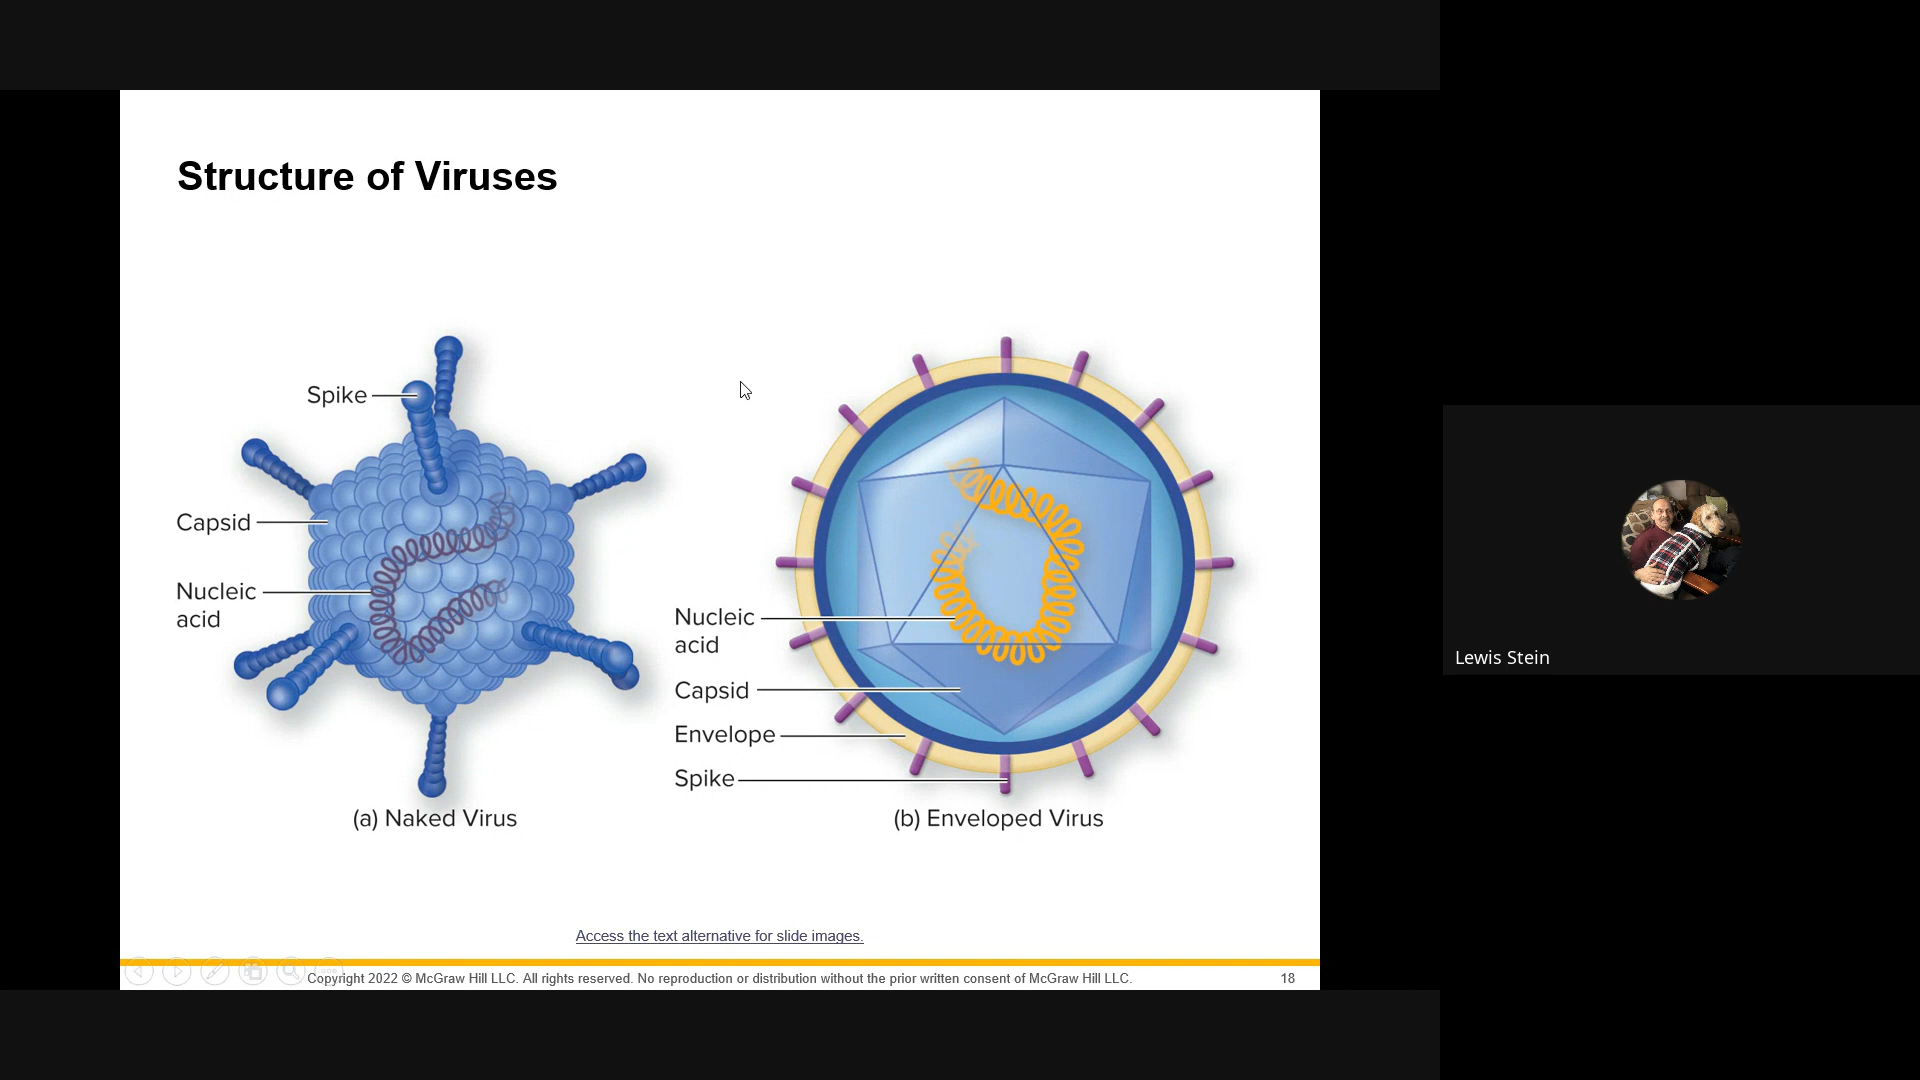 Structure of Viruses
Spike
Capsid
Nucleic
acid
(a) Naked Virus
Nucleic
acid
Capsid
Envelope
Spike
(b) Enveloped Virus
Access the text alternative for slide images.
Copyright 2022 © McGraw Hill LLC. All rights reserved. No reproduction or distribution without the prior written consent of McGraw Hill LLC.
18
Lewis Stein